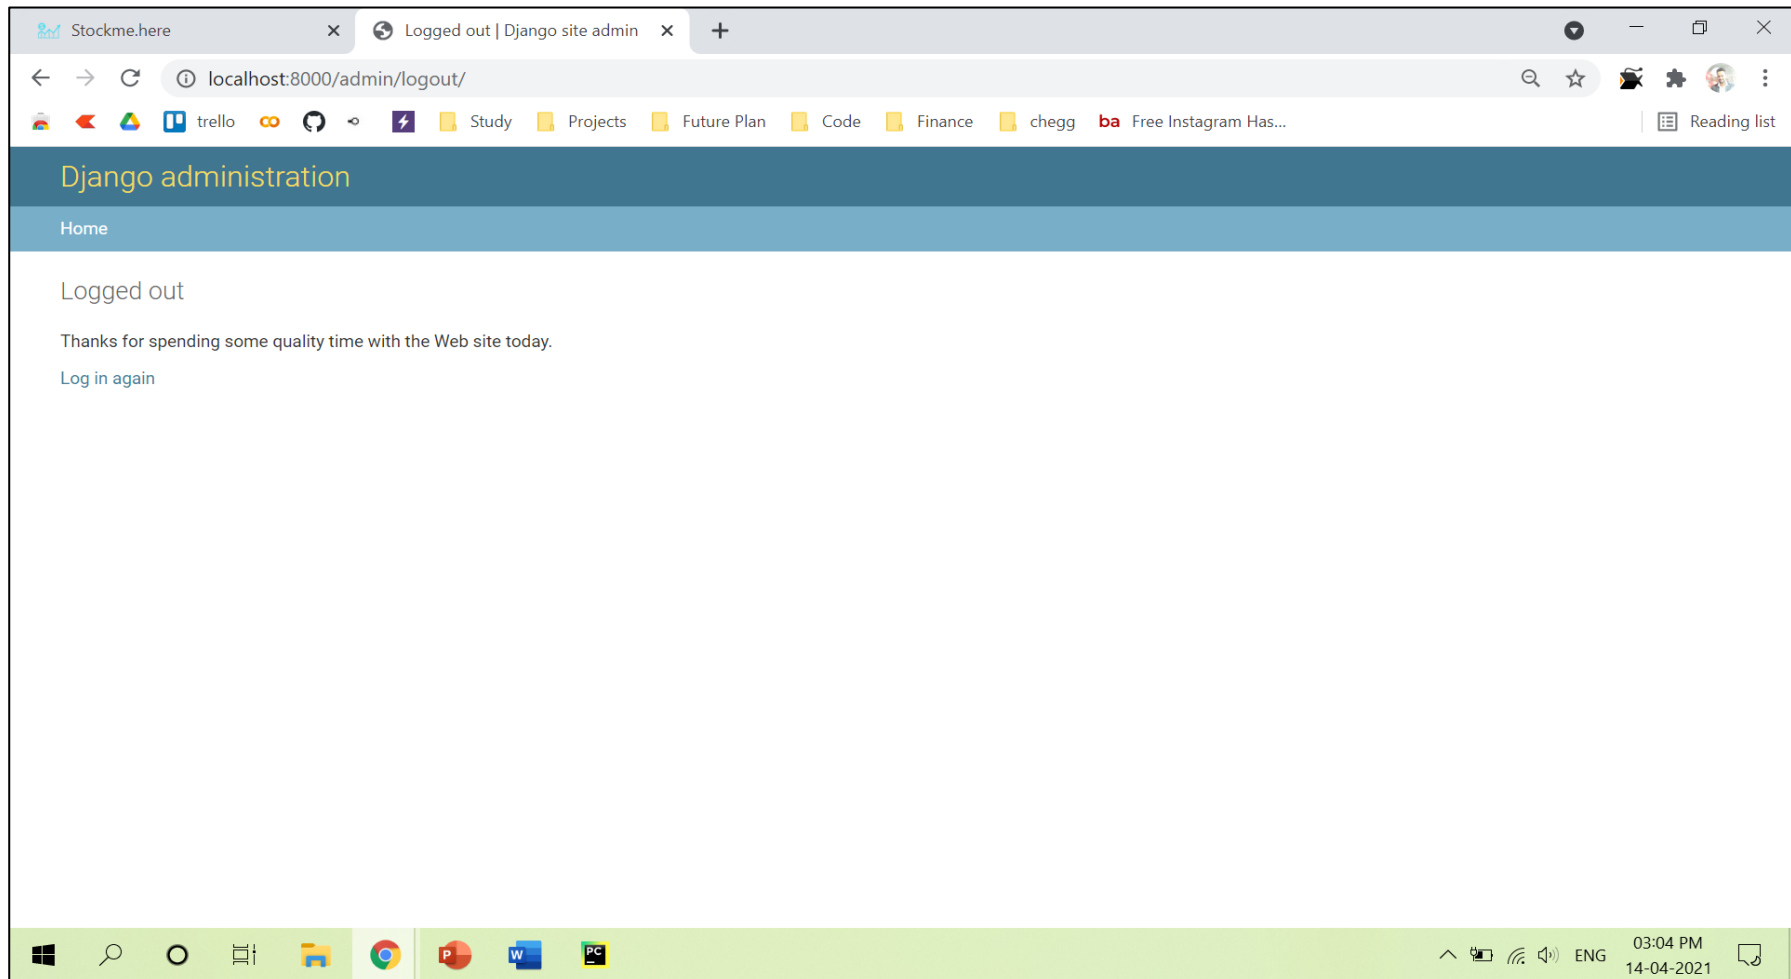 Stockme.here
Logged out | Django site admin
localhost:8000/admin/logout/
trello Study Projects Future Plan Code Finance chegg ba Free Instagram Has... Reading list
Django administration
Home
Logged out
Thanks for spending some quality time with the Web site today.
Log in again
P W PC ENG 03:04 PM
14-04-2021